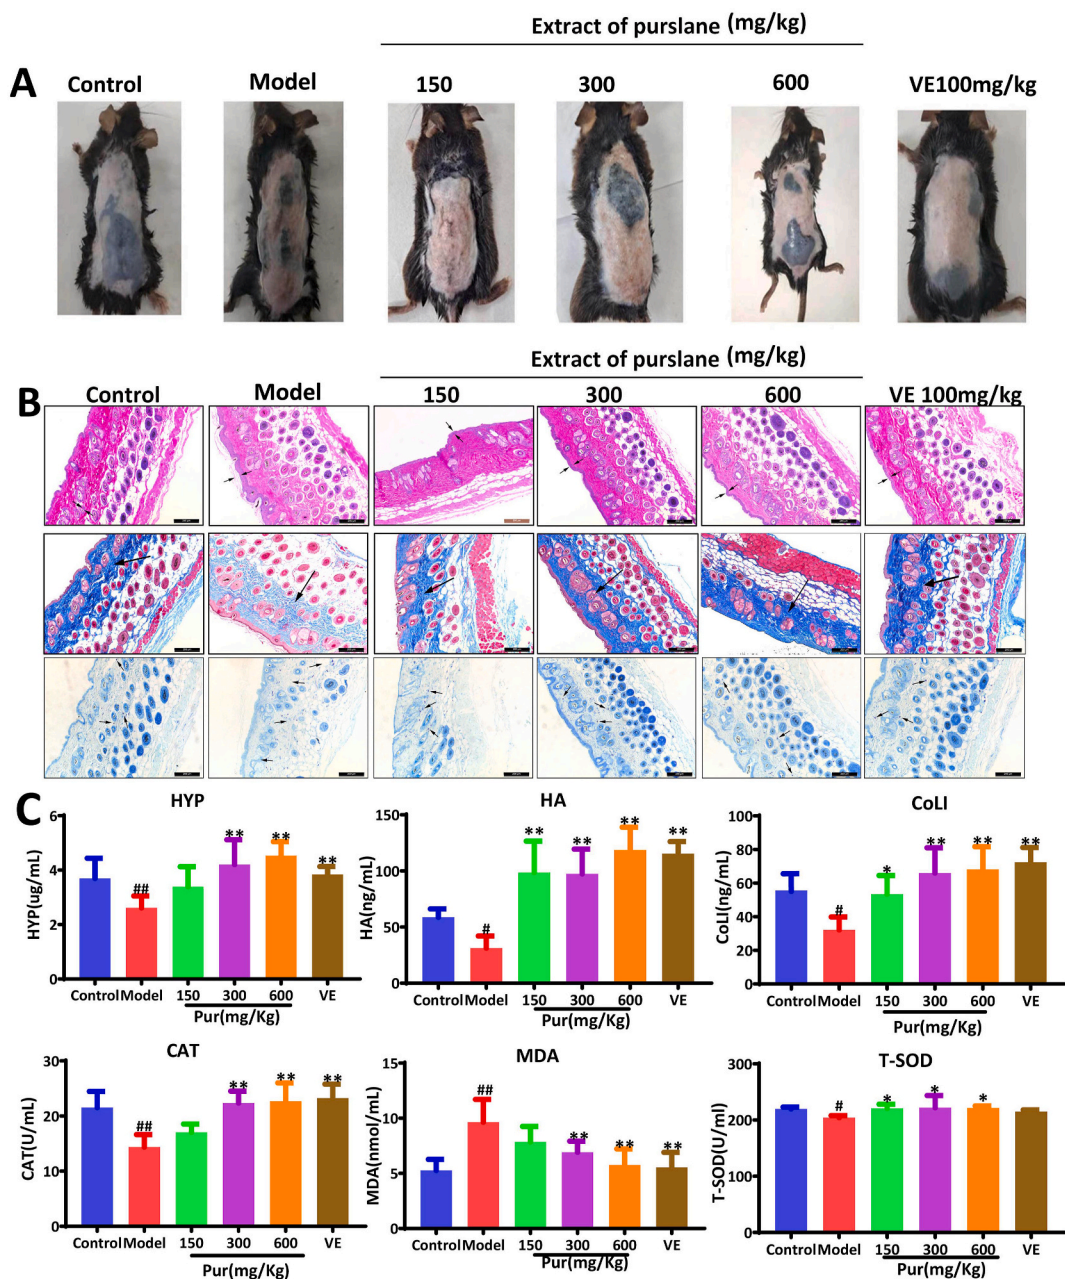 Extract of purslane (mg/kg)
A
Control Model 150 300 600 VE100mg/kg
Extract of purslane (mg/kg)
B
Control Model 150 300 600 VE 100mg/kg
C
HYP
HYP(ug/mL)
6
4
2
0
##
**
**
**
Control Model 150 300 600 VE
Pur(mg/Kg)
HA
HA(ng/mL)
150
100
50
0
#
**
**
**
**
Control Model 150 300 600 VE
Pur(mg/Kg)
CoLI
CoLI(ng/mL)
100
80
60
40
20
0
#
*
**
**
**
Control Model 150 300 600 VE
Pur(mg/Kg)
CAT
CAT(U/mL)
30
20
10
0
##
**
**
**
Control Model 150 300 600 VE
Pur(mg/Kg)
MDA
MDA(nmol/mL)
15
10
5
0
##
**
**
**
Control Model 150 300 600 VE
Pur(mg/Kg)
T-SOD
T-SOD(U/ml)
300
200
100
0
#
*
*
*
Control Model 150 300 600 VE
Pur(mg/Kg)